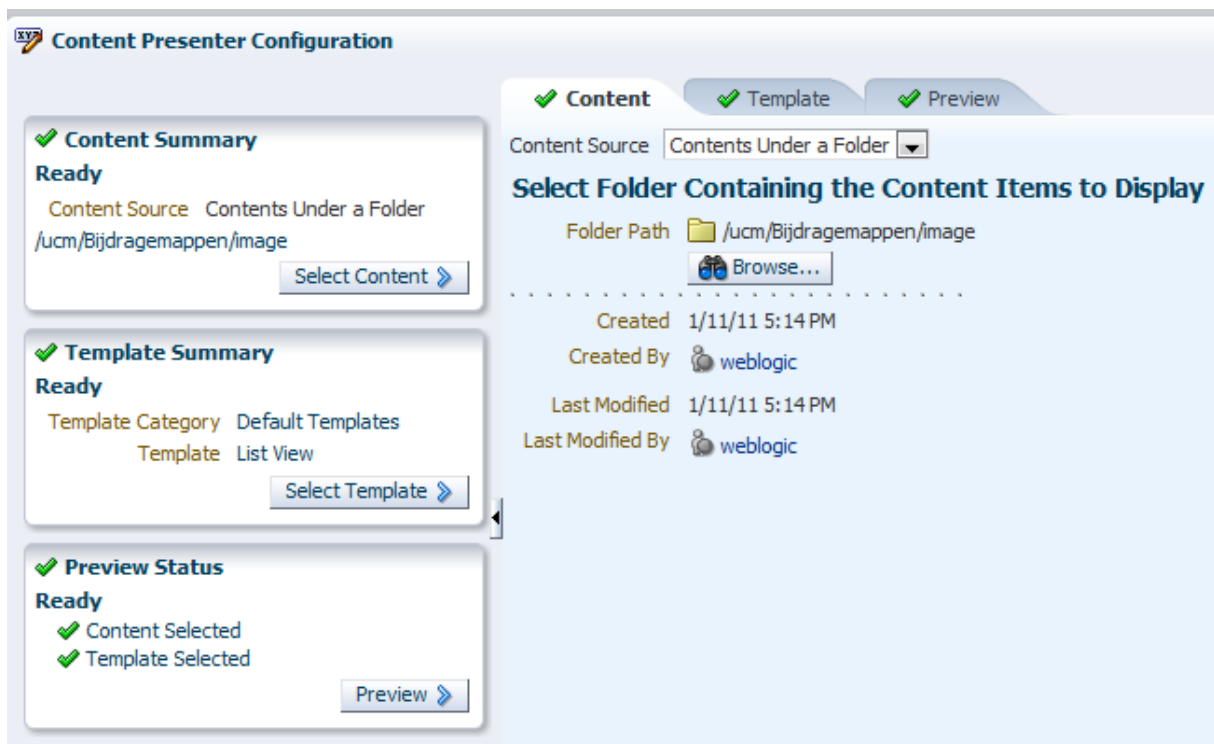 Content Presenter Configuration
Content Summary
Ready
Content Source Contents Under a Folder
/ucm/Bijdragemappen/image
Select Content
Template Summary
Ready
Template Category Default Templates
Template List View
Select Template
Preview Status
Ready
Content Selected
Template Selected
Preview
Content Template Preview
Content Source Contents Under a Folder
Select Folder Containing the Content Items to Display
Folder Path /ucm/Bijdragemappen/image
Browse...
Created 1/11/11 5:14 PM
Created By weblogic
Last Modified 1/11/11 5:14 PM
Last Modified By weblogic